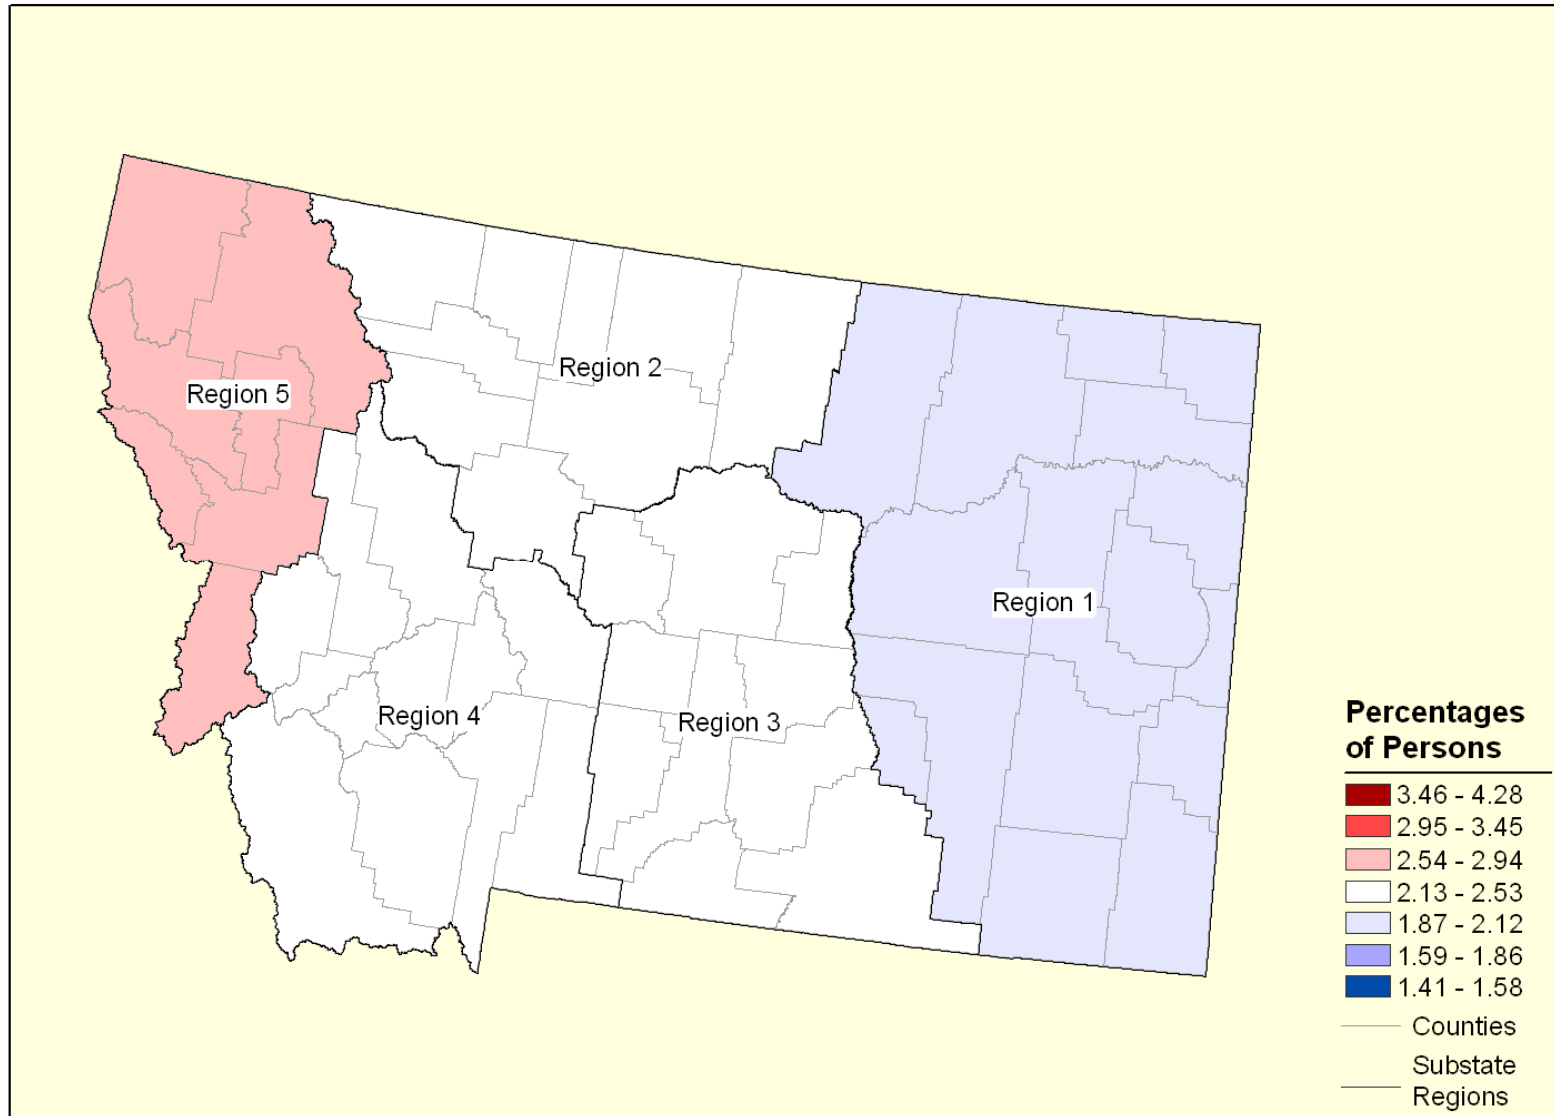 Region 2
Region 5
Region 1
Region 4
Region 3
Percentages
of Persons
3.46 - 4.28
2.95 - 3.45
2.54 - 2.94
2.13 - 2.53
1.87 - 2.12
1.59 - 1.86
1.41 - 1.58
Counties
Substate
Regions